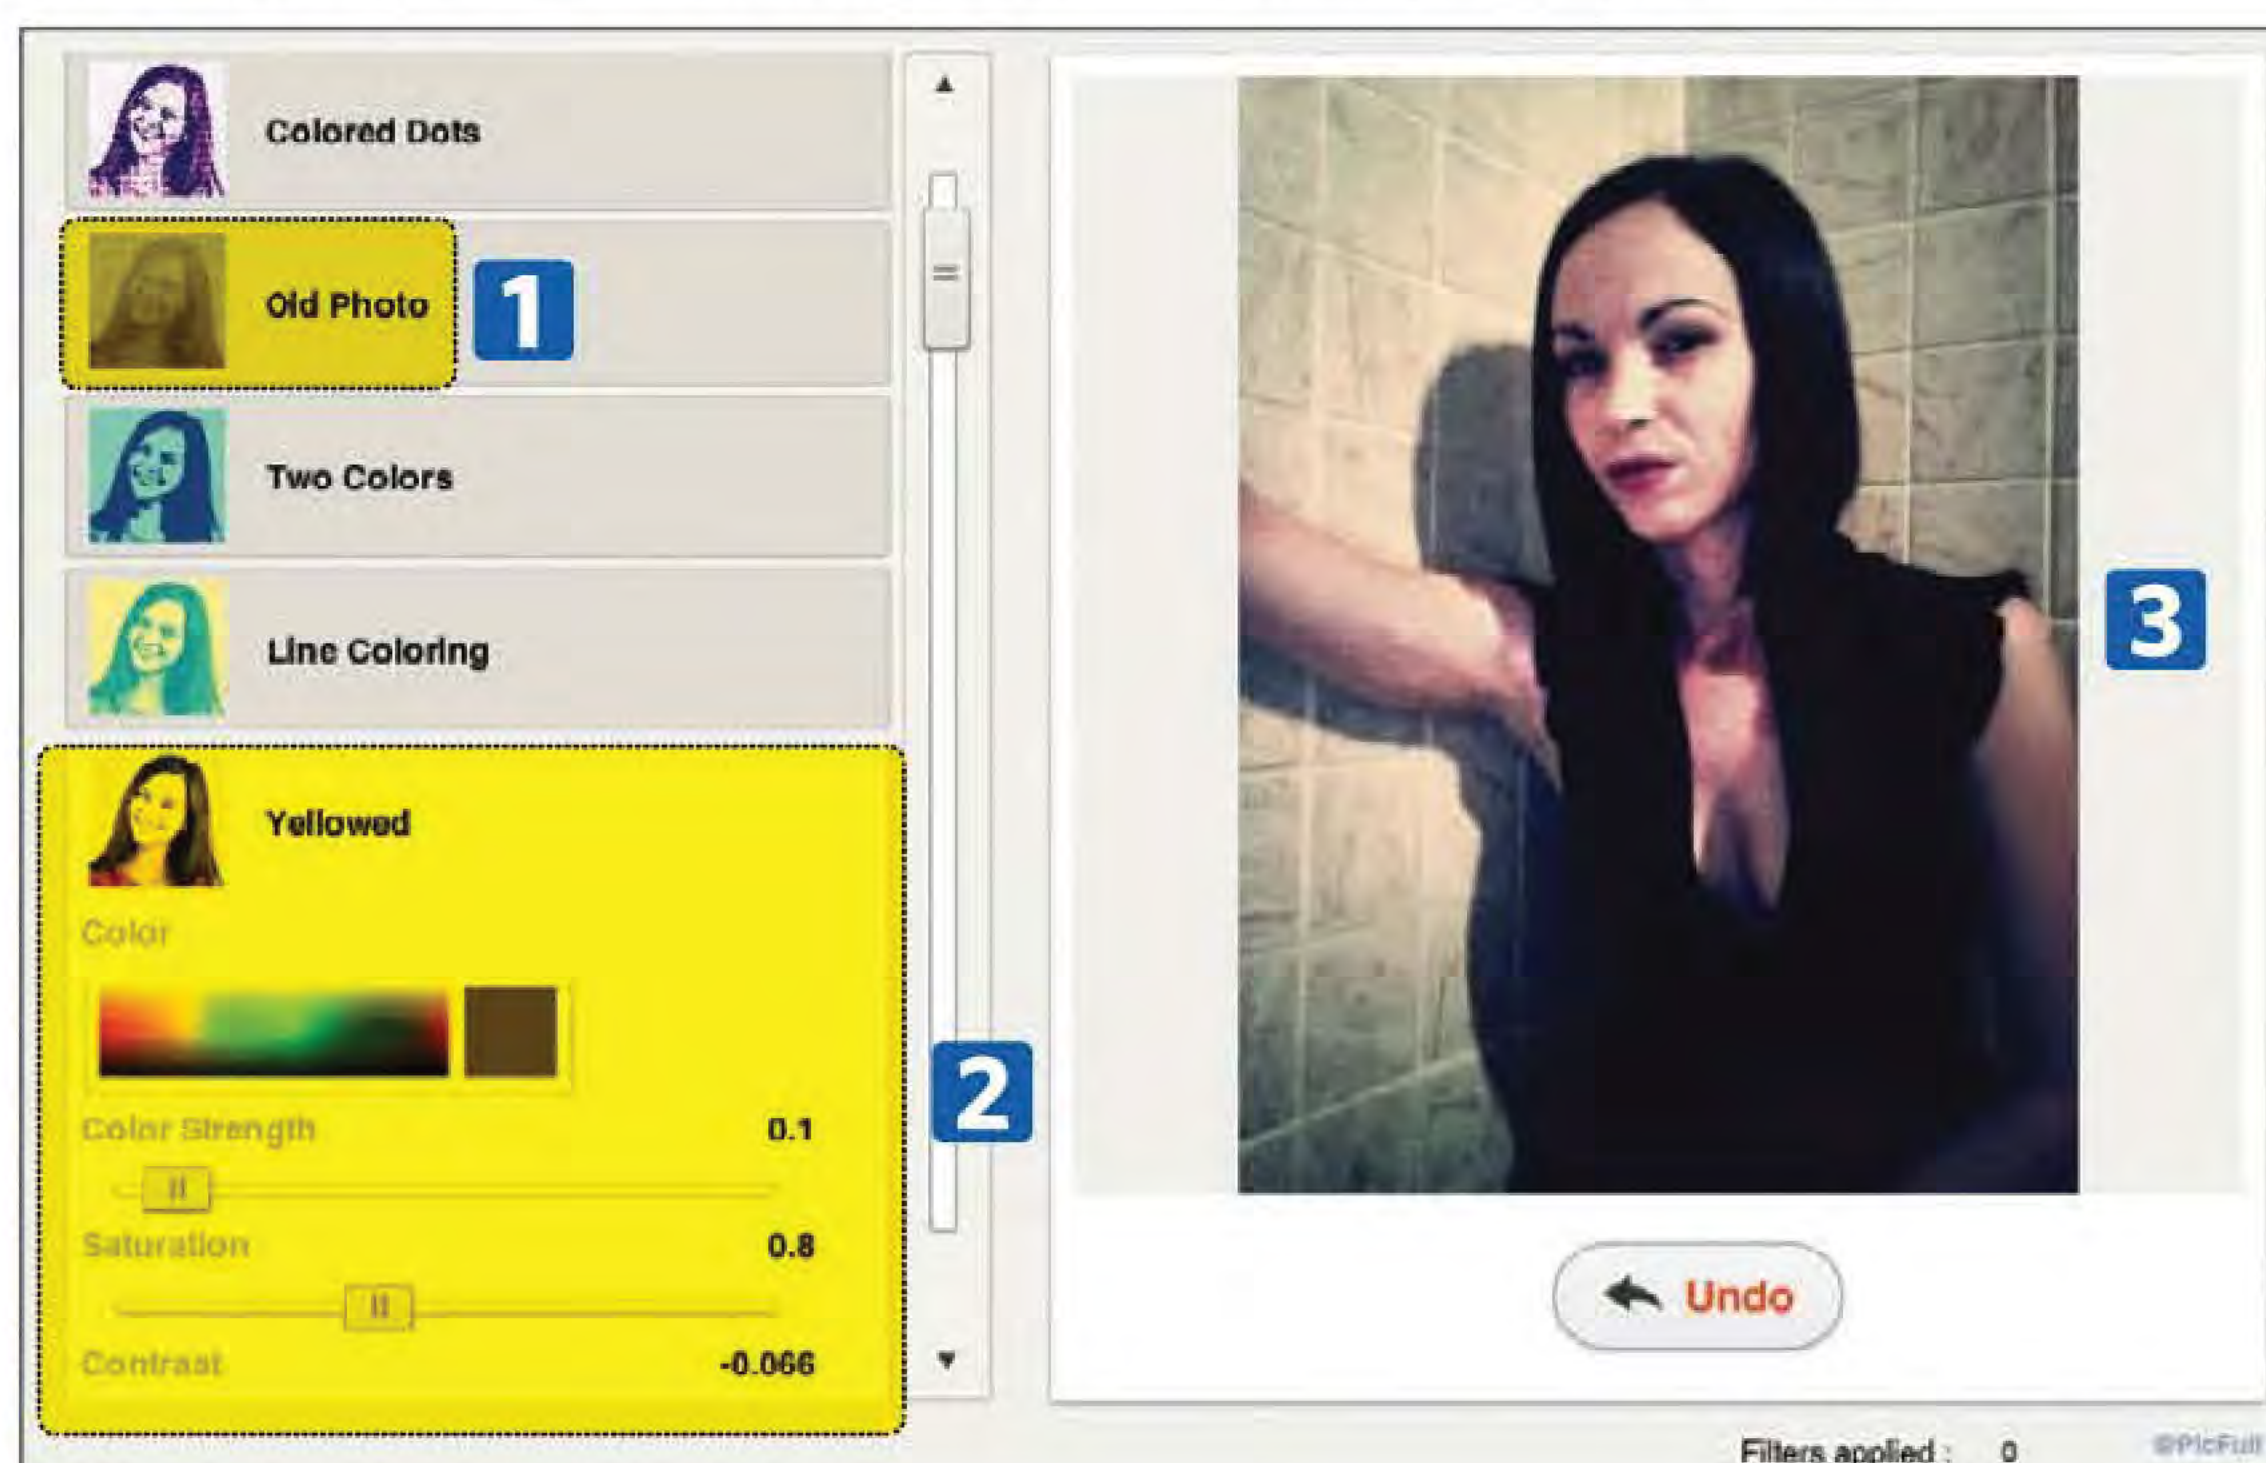 Colored Dots
Old Photo
1
Two Colors
Line Coloring
Yellowed
Color
Color Strength 0.1
2
Saturation 0.8
Contrast -0.066
3
Undo
Filters applied : 0
©PicFull